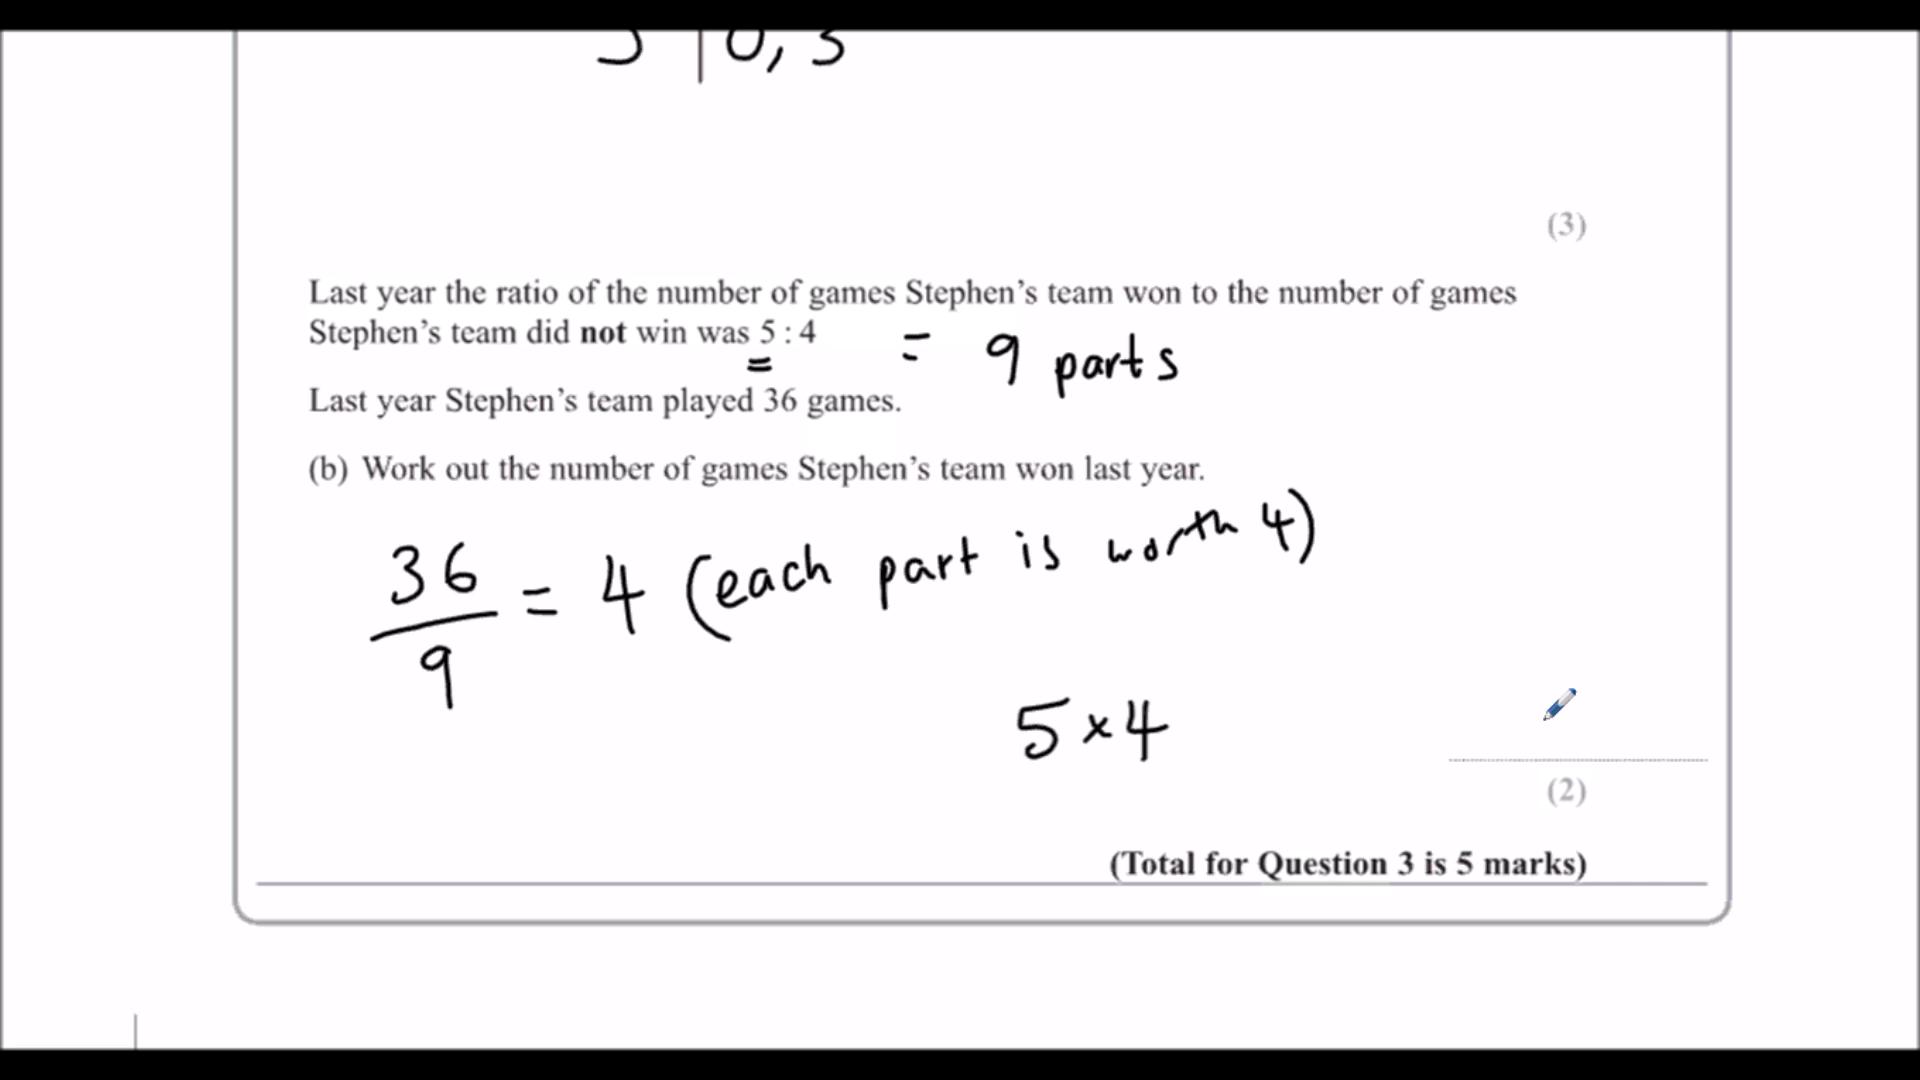 5 | 0, 3
(3)
Last year the ratio of the number of games Stephen's team won to the number of games
Stephen's team did not win was 5 : 4
= 9 parts
Last year Stephen's team played 36 games.
(b) Work out the number of games Stephen's team won last year.
36/9 = 4 (each part is worth 4)
5 × 4
(2)
(Total for Question 3 is 5 marks)